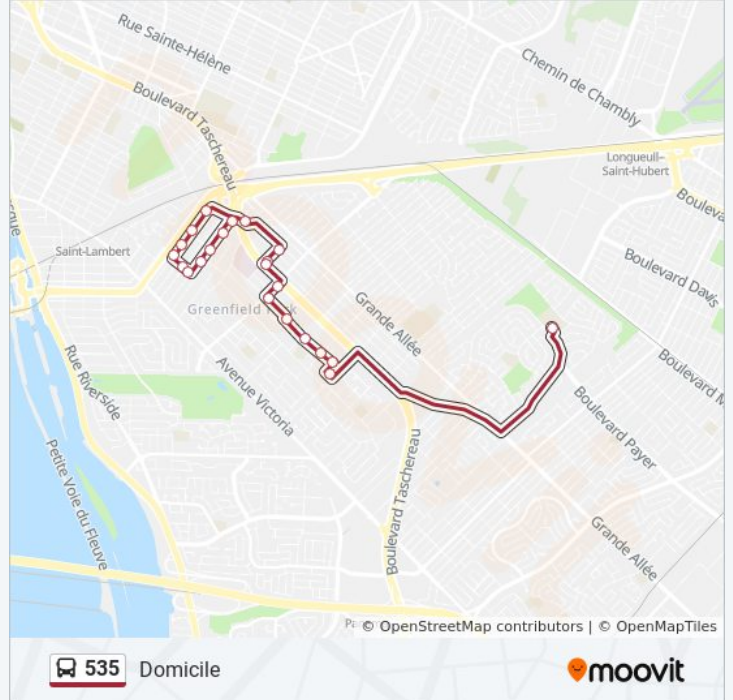 Rue Sainte-Hélène
Chemin de Chambly
Boulevard Taschereau
Longueuil–
Saint-Hubert
Saint-Lambert
Boulevard Davis
Greenfield
Grande Allée
Rue Riverside
Avenue Victoria
Boulevard Payer
Petite Voie du Fleuve
Boulevard Taschereau
Grande Allée
© OpenStreetMap contributors | © OpenMapTiles
535 Domicile
moovit